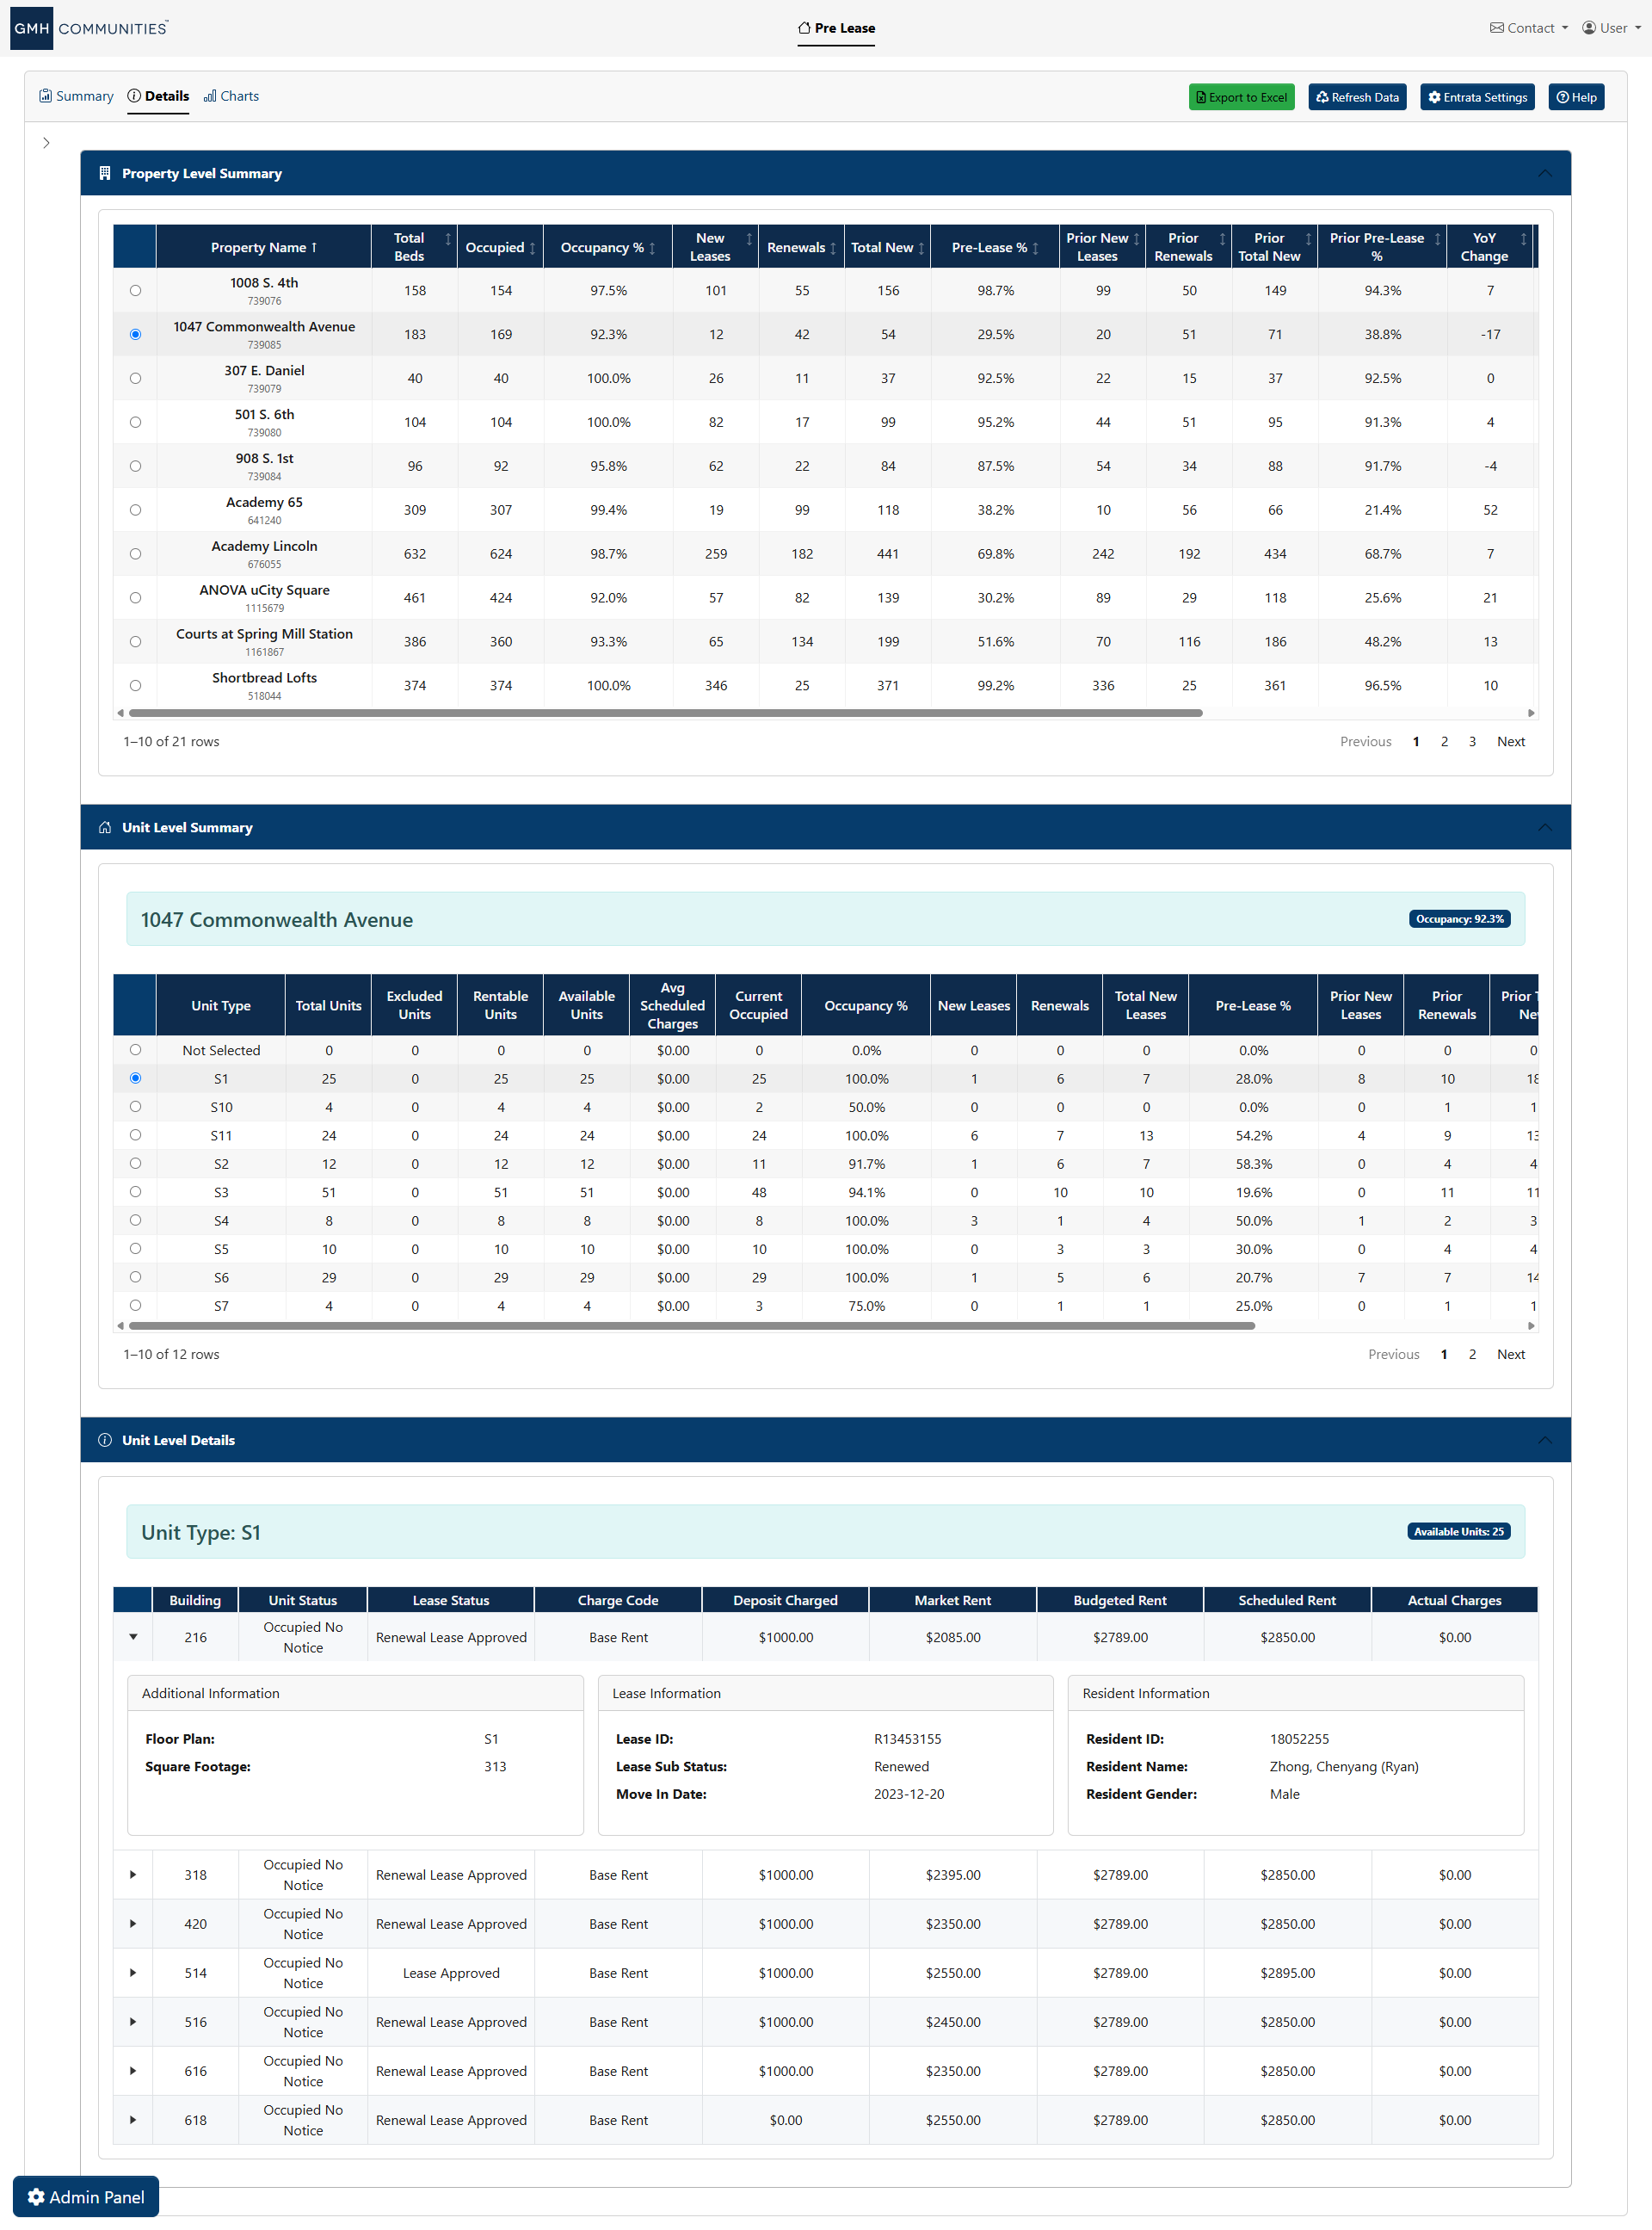 GMH COMMUNITIES™
Pre Lease
Contact User
Summary Details Charts
Export to Excel Refresh Data Entrata Settings Help
Property Level Summary
Property Name Total Beds Occupied Occupancy % New Leases Renewals Total New Pre-Lease % Prior New Leases Prior Renewals Prior Total New Prior Pre-Lease % YoY Change
1008 S. 4th 739076 158 154 97.5% 101 55 156 98.7% 99 50 149 94.3% 7
1047 Commonwealth Avenue 739085 183 169 92.3% 12 42 54 29.5% 20 51 71 38.8% -17
307 E. Daniel 739079 40 40 100.0% 26 11 37 92.5% 22 15 37 92.5% 0
501 S. 6th 739080 104 104 100.0% 82 17 99 95.2% 44 51 95 91.3% 4
908 S. 1st 739084 96 92 95.8% 62 22 84 87.5% 54 34 88 91.7% -4
Academy 65 641240 309 307 99.4% 19 99 118 38.2% 10 56 66 21.4% 52
Academy Lincoln 676055 632 624 98.7% 259 182 441 69.8% 242 192 434 68.7% 7
ANOVA uCity Square 1115679 461 424 92.0% 57 82 139 30.2% 89 29 118 25.6% 21
Courts at Spring Mill Station 1161867 386 360 93.3% 65 134 199 51.6% 70 116 186 48.2% 13
Shortbread Lofts 518044 374 374 100.0% 346 25 371 99.2% 336 25 361 96.5% 10
1–10 of 21 rows Previous 1 2 3 Next
Unit Level Summary
1047 Commonwealth Avenue Occupancy: 92.3%
Unit Type Total Units Excluded Units Rentable Units Available Units Avg Scheduled Charges Current Occupied Occupancy % New Leases Renewals Total New Leases Pre-Lease % Prior New Leases Prior Renewals Prior
Not Selected 0 0 0 0 $0.00 0 0.0% 0 0 0 0.0% 0 0 0
S1 25 0 25 25 $0.00 25 100.0% 1 6 7 28.0% 8 10 18
S10 4 0 4 4 $0.00 2 50.0% 0 0 0 0.0% 0 1 1
S11 24 0 24 24 $0.00 24 100.0% 6 7 13 54.2% 4 9 13
S2 12 0 12 12 $0.00 11 91.7% 1 6 7 58.3% 0 4 4
S3 51 0 51 51 $0.00 48 94.1% 0 10 10 19.6% 0 11 11
S4 8 0 8 8 $0.00 8 100.0% 3 1 4 50.0% 1 2 3
S5 10 0 10 10 $0.00 10 100.0% 0 3 3 30.0% 0 4 4
S6 29 0 29 29 $0.00 29 100.0% 1 5 6 20.7% 7 7 14
S7 4 0 4 4 $0.00 3 75.0% 0 1 1 25.0% 0 1 1
1–10 of 12 rows Previous 1 2 Next
Unit Level Details
Unit Type: S1 Available Units: 25
Building Unit Status Lease Status Charge Code Deposit Charged Market Rent Budgeted Rent Scheduled Rent Actual Charges
216 Occupied No Notice Renewal Lease Approved Base Rent $1000.00 $2085.00 $2789.00 $2850.00 $0.00
Additional Information
Floor Plan: S1
Square Footage: 313
Lease Information
Lease ID: R13453155
Lease Sub Status: Renewed
Move In Date: 2023-12-20
Resident Information
Resident ID: 18052255
Resident Name: Zhong, Chenyang (Ryan)
Resident Gender: Male
318 Occupied No Notice Renewal Lease Approved Base Rent $1000.00 $2395.00 $2789.00 $2850.00 $0.00
420 Occupied No Notice Renewal Lease Approved Base Rent $1000.00 $2350.00 $2789.00 $2850.00 $0.00
514 Occupied No Notice Lease Approved Base Rent $1000.00 $2550.00 $2789.00 $2895.00 $0.00
516 Occupied No Notice Renewal Lease Approved Base Rent $1000.00 $2450.00 $2789.00 $2850.00 $0.00
616 Occupied No Notice Renewal Lease Approved Base Rent $1000.00 $2350.00 $2789.00 $2850.00 $0.00
618 Occupied No Notice Renewal Lease Approved Base Rent $0.00 $2550.00 $2789.00 $2850.00 $0.00
Admin Panel